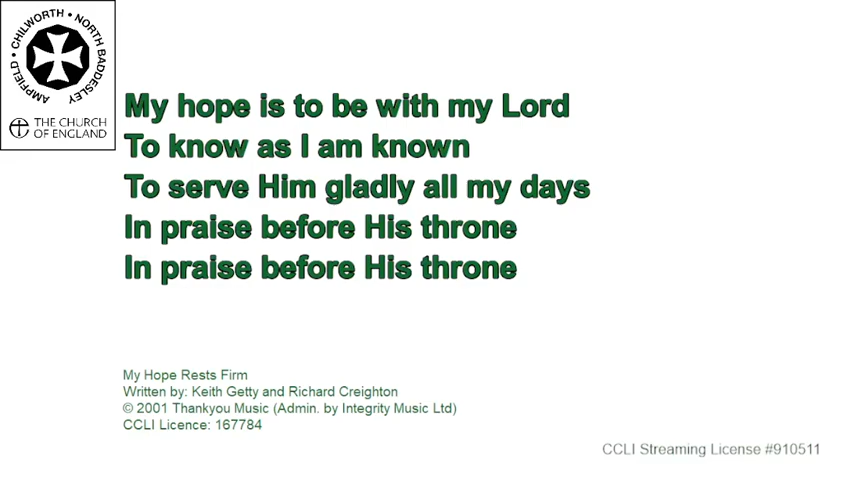 AMPFIELD • CHILWORTH • NORTH BADDESLEY
THE CHURCH
OF ENGLAND
My hope is to be with my Lord
To know as I am known
To serve Him gladly all my days
In praise before His throne
In praise before His throne
My Hope Rests Firm
Written by: Keith Getty and Richard Creighton
© 2001 Thankyou Music (Admin. by Integrity Music Ltd)
CCLI Licence: 167784
CCLI Streaming License #910511